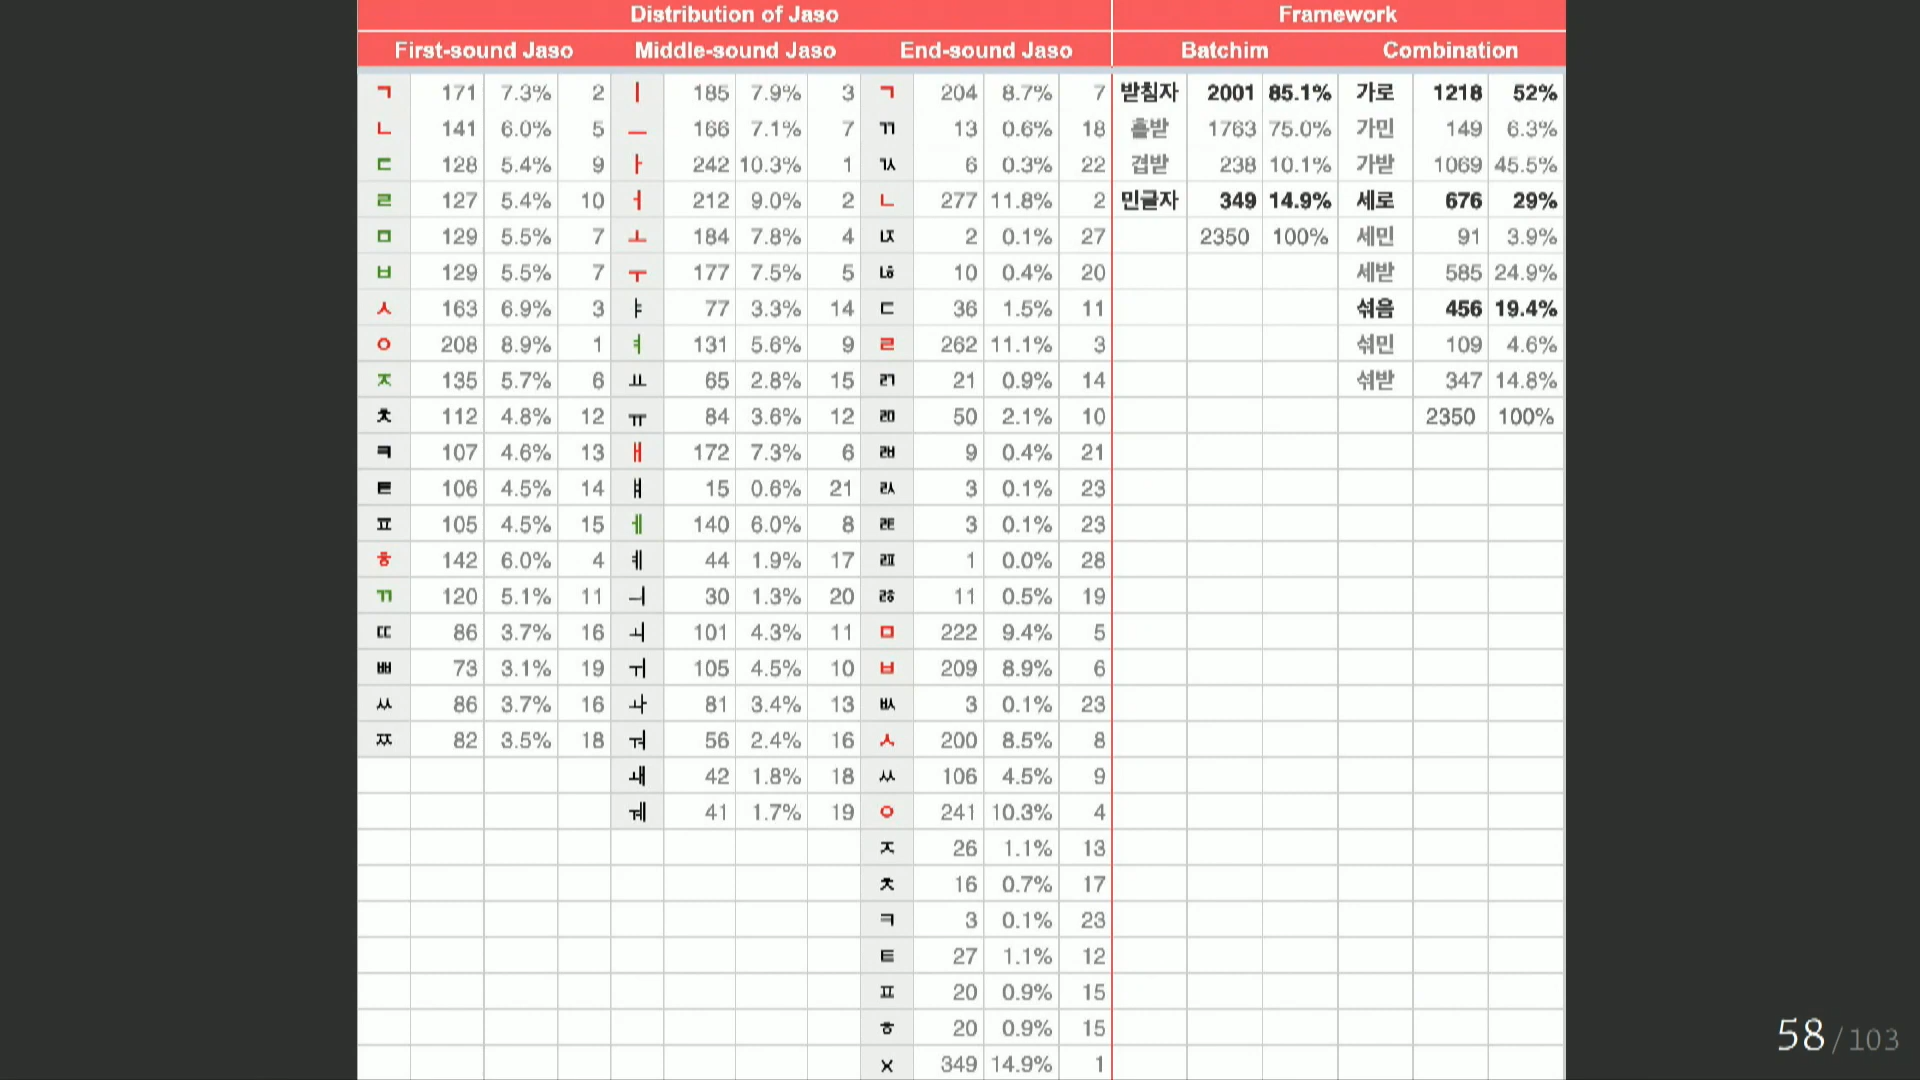 Distribution of Jaso Framework
First-sound Jaso Middle-sound Jaso End-sound Jaso Batchim Combination
ㄱ 171 7.3% 2 ㅣ 185 7.9% 3 ㄱ 204 8.7% 7 받침자 2001 85.1% 가로 1218 52%
ㄴ 141 6.0% 5 ㅡ 166 7.1% 7 ㄲ 13 0.6% 18 홑받 1763 75.0% 가민 149 6.3%
ㄷ 128 5.4% 9 ㅏ 242 10.3% 1 ㄳ 6 0.3% 22 겹받 238 10.1% 가받 1069 45.5%
ㄹ 127 5.4% 10 ㅓ 212 9.0% 2 ㄴ 277 11.8% 2 민글자 349 14.9% 세로 676 29%
ㅁ 129 5.5% 7 ㅗ 184 7.8% 4 ㄵ 2 0.1% 27 2350 100% 세민 91 3.9%
ㅂ 129 5.5% 7 ㅜ 177 7.5% 5 ㄶ 10 0.4% 20 세받 585 24.9%
ㅅ 163 6.9% 3 ㅑ 77 3.3% 14 ㄷ 36 1.5% 11 섞음 456 19.4%
ㅇ 208 8.9% 1 ㅕ 131 5.6% 9 ㄹ 262 11.1% 3 섞민 109 4.6%
ㅈ 135 5.7% 6 ㅛ 65 2.8% 15 ㄺ 21 0.9% 14 섞받 347 14.8%
ㅊ 112 4.8% 12 ㅠ 84 3.6% 12 ㄻ 50 2.1% 10 2350 100%
ㅋ 107 4.6% 13 ㅐ 172 7.3% 6 ㄼ 9 0.4% 21
ㅌ 106 4.5% 14 ㅒ 15 0.6% 21 ㄽ 3 0.1% 23
ㅍ 105 4.5% 15 ㅔ 140 6.0% 8 ㄾ 3 0.1% 23
ㅎ 142 6.0% 4 ㅖ 44 1.9% 17 ㄿ 1 0.0% 28
ㄲ 120 5.1% 11 ㅢ 30 1.3% 20 ㅀ 11 0.5% 19
ㄸ 86 3.7% 16 ㅚ 101 4.3% 11 ㅁ 222 9.4% 5
ㅃ 73 3.1% 19 ㅟ 105 4.5% 10 ㅂ 209 8.9% 6
ㅆ 86 3.7% 16 ㅘ 81 3.4% 13 ㅄ 3 0.1% 23
ㅉ 82 3.5% 18 ㅝ 56 2.4% 16 ㅅ 200 8.5% 8
ㅙ 42 1.8% 18 ㅆ 106 4.5% 9
ㅞ 41 1.7% 19 ㅇ 241 10.3% 4
ㅈ 26 1.1% 13
ㅊ 16 0.7% 17
ㅋ 3 0.1% 23
ㅌ 27 1.1% 12
ㅍ 20 0.9% 15
ㅎ 20 0.9% 15
X 349 14.9% 1
58/103